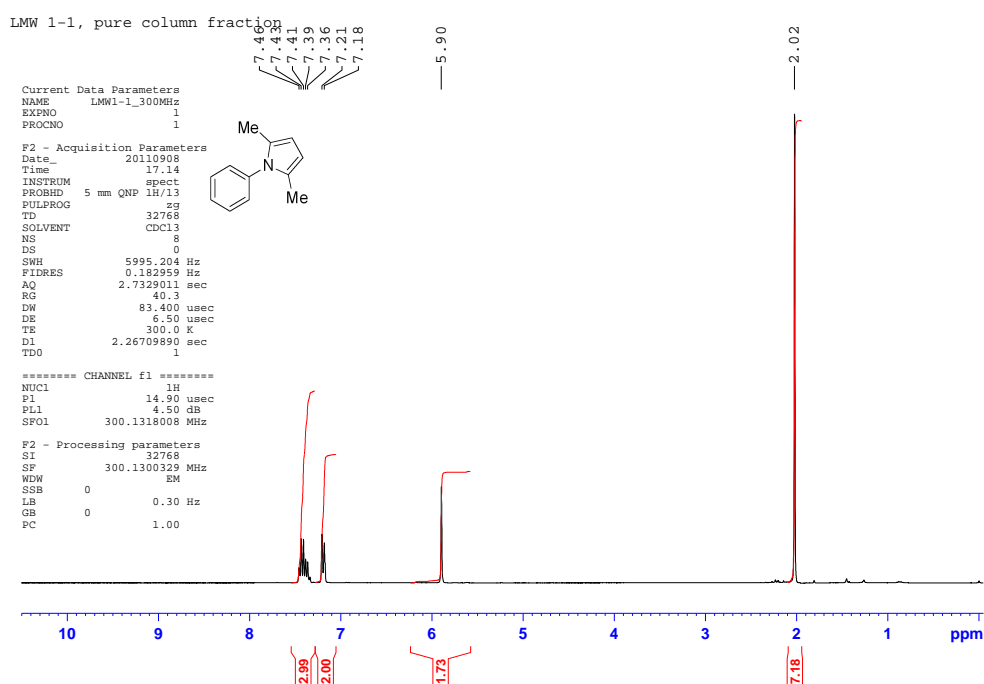 LMW 1-1, pure column fraction
7.46
7.43
7.41
7.39
7.36
7.21
7.18
5.90
2.02
Current Data Parameters
NAME LMW1-1_300MHz
EXPNO 1
PROCNO 1
F2 - Acquisition Parameters
Date_ 20110908
Time 17.14
INSTRUM spect
PROBHD 5 mm QNP 1H/13
PULPROG zg
TD 32768
SOLVENT CDCl3
NS 8
DS 0
SWH 5995.204 Hz
FIDRES 0.182959 Hz
AQ 2.7329011 sec
RG 40.3
DW 83.400 usec
DE 6.50 usec
TE 300.0 K
D1 2.26709890 sec
TD0 1
======== CHANNEL f1 ========
NUC1 1H
P1 14.90 usec
PL1 4.50 dB
SFO1 300.1318008 MHz
F2 - Processing parameters
SI 32768
SF 300.1300329 MHz
WDW EM
SSB 0
LB 0.30 Hz
GB 0
PC 1.00
Me
N
Me
10 9 8 7 6 5 4 3 2 1 ppm
2.99
2.00
1.73
7.18